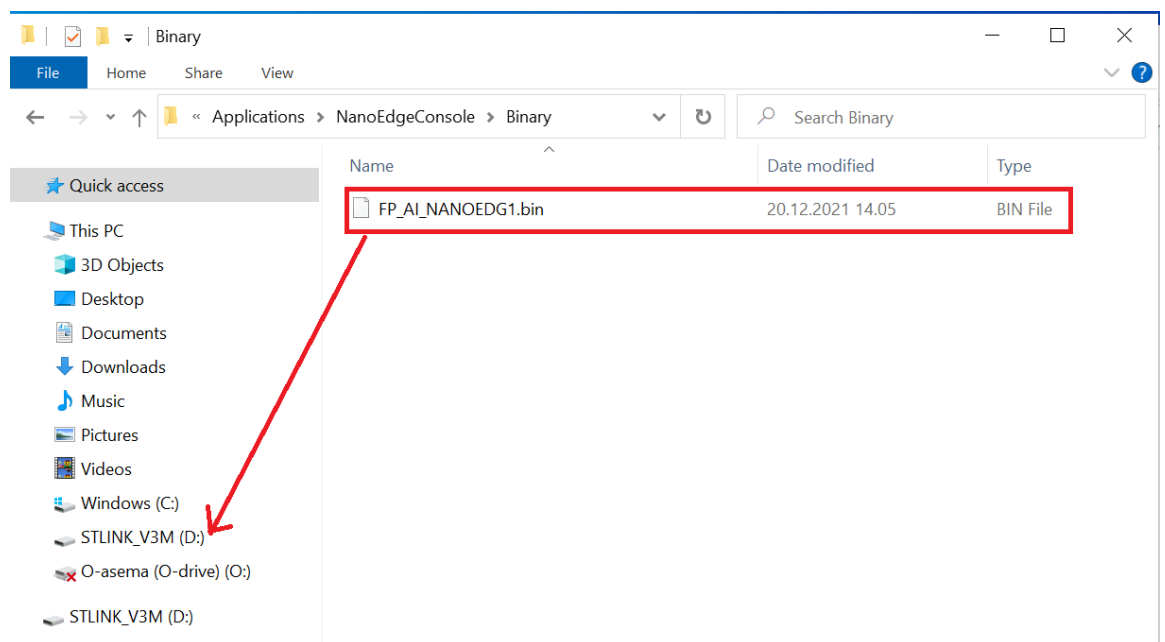 Binary
File Home Share View
« Applications NanoEdgeConsole Binary Search Binary
Name Date modified Type
Quick access
FP_AI_NANOEDG1.bin 20.12.2021 14.05 BIN File
This PC
3D Objects
Desktop
Documents
Downloads
Music
Pictures
Videos
Windows (C:)
STLINK_V3M (D:)
O-asema (O-drive) (O:)
STLINK_V3M (D:)